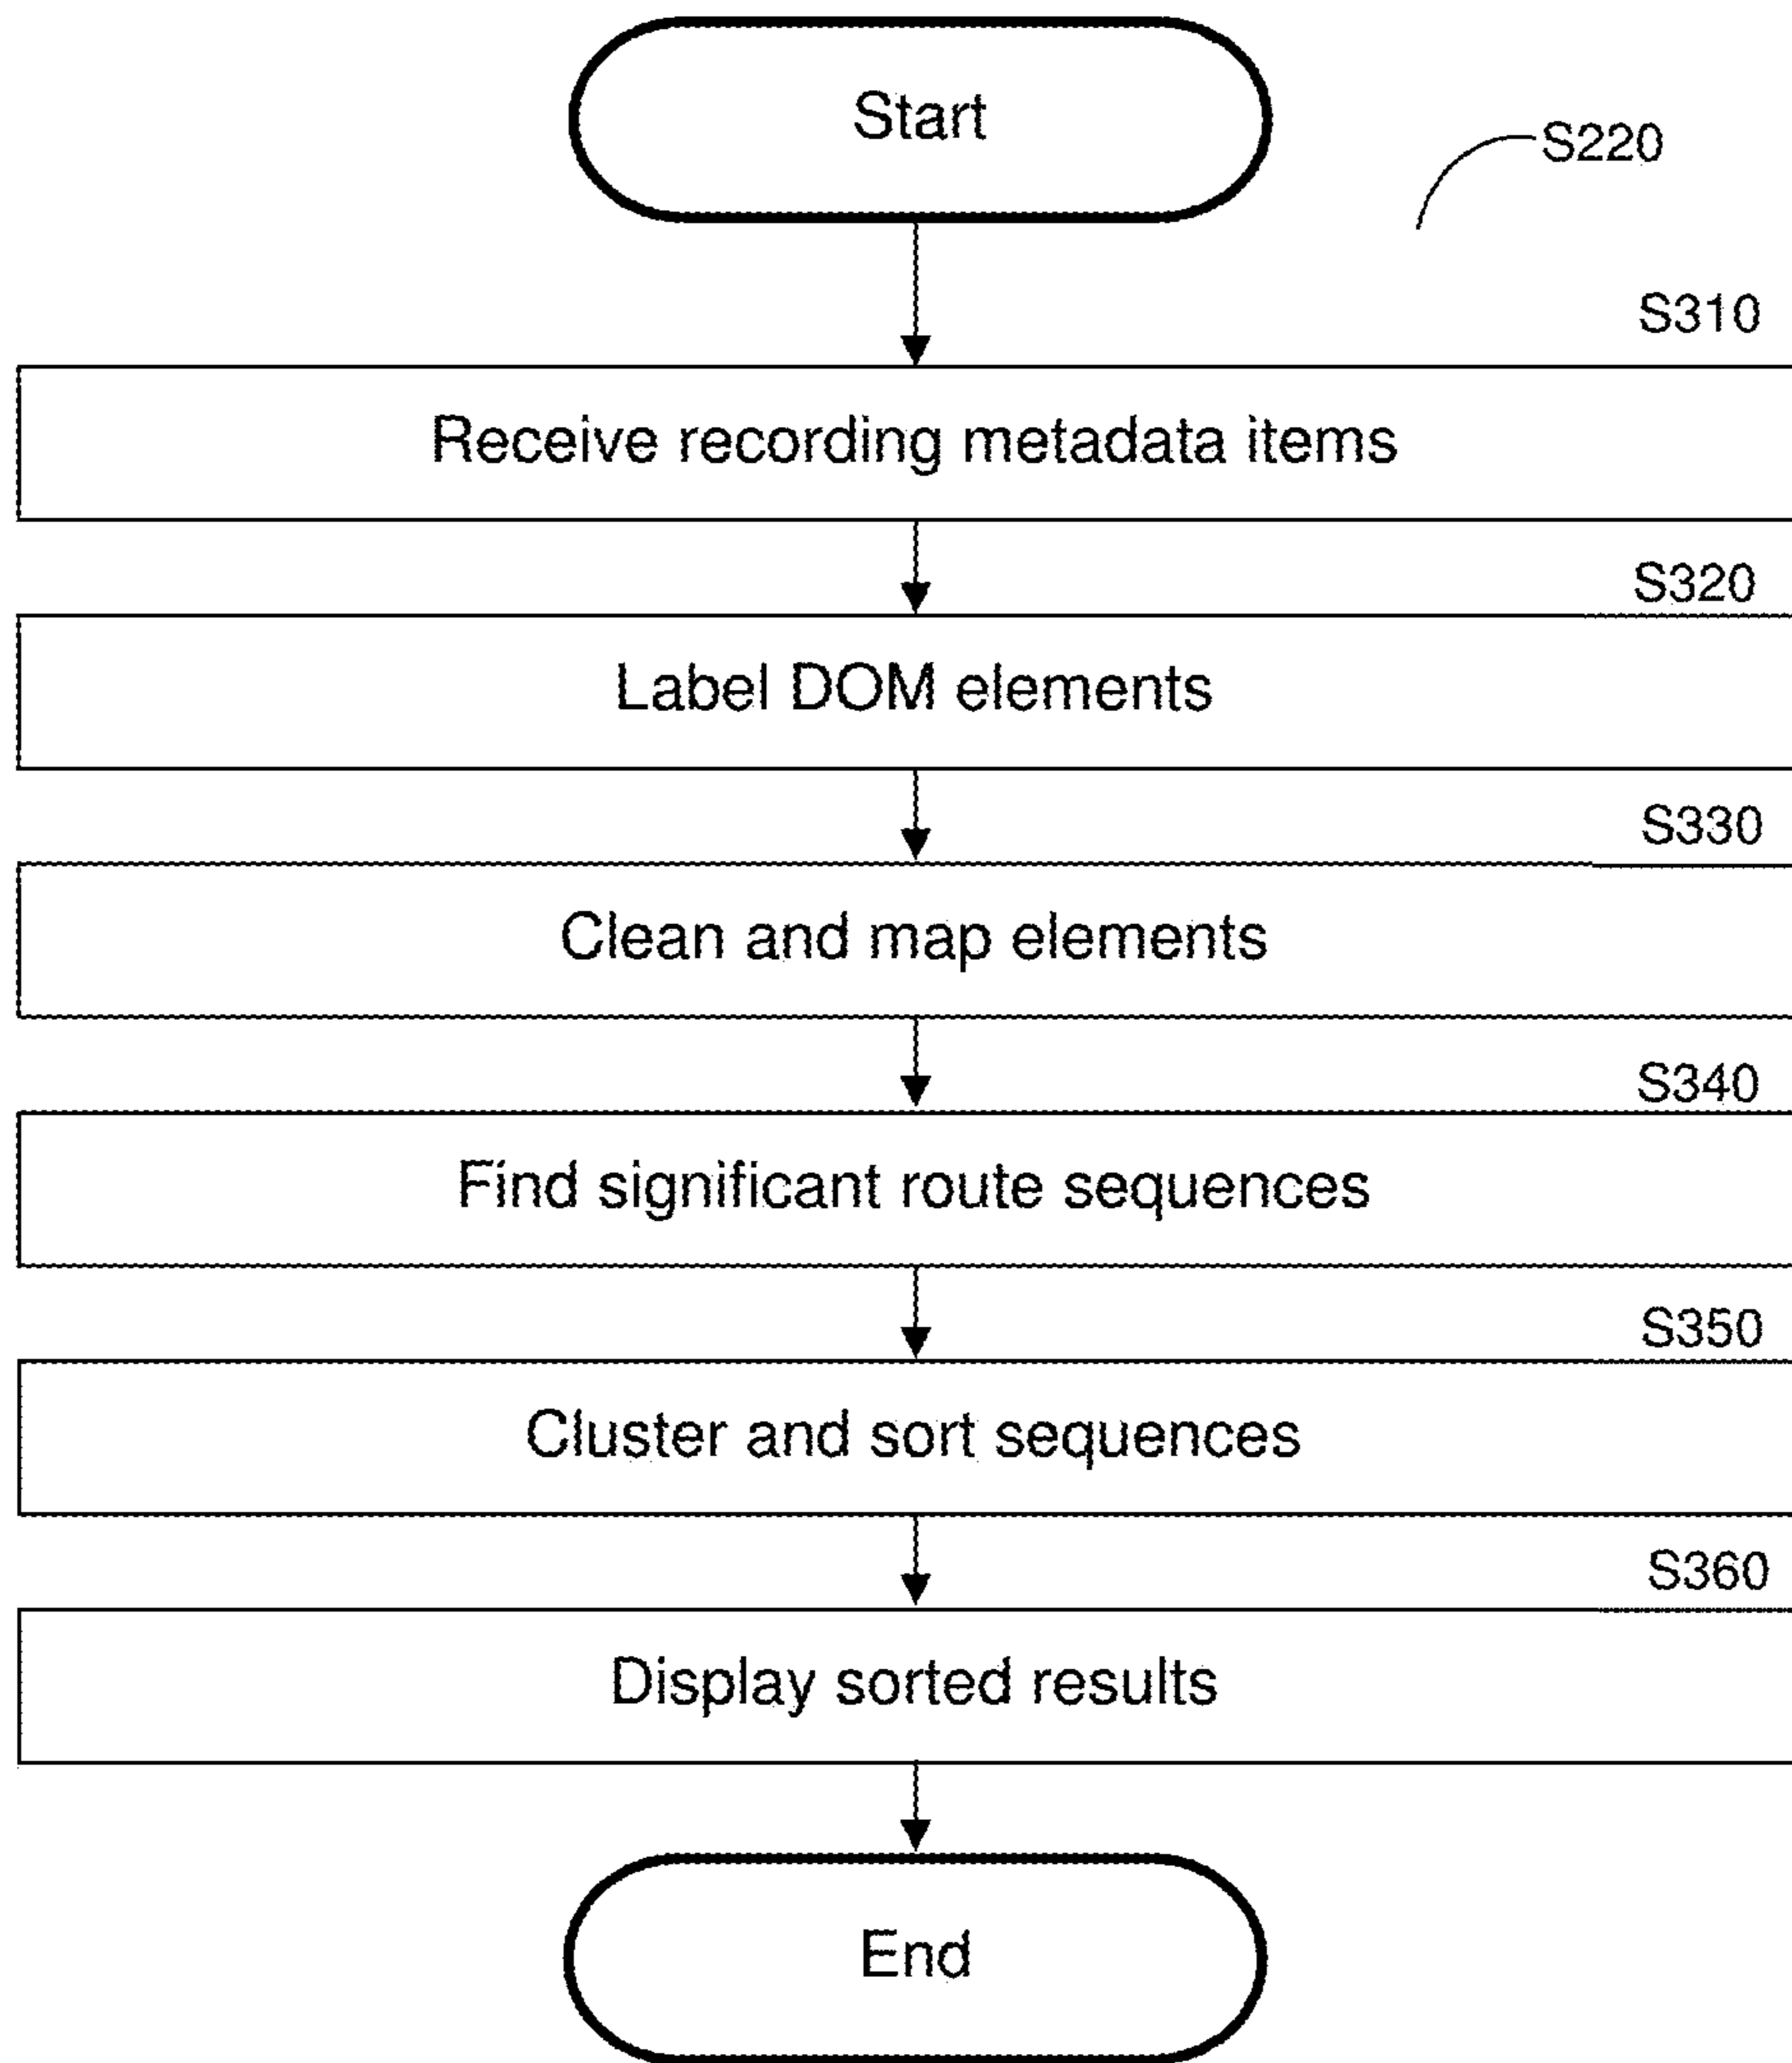 Start
S220
S310
Receive recording metadata items
S320
Label DOM elements
S330
Clean and map elements
S340
Find significant route sequences
S350
Cluster and sort sequences
S360
Display sorted results
End